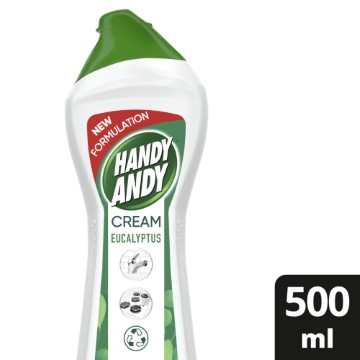 NEW
FORMULATION
HANDY
ANDY
CREAM
EUCALYPTUS
500
ml